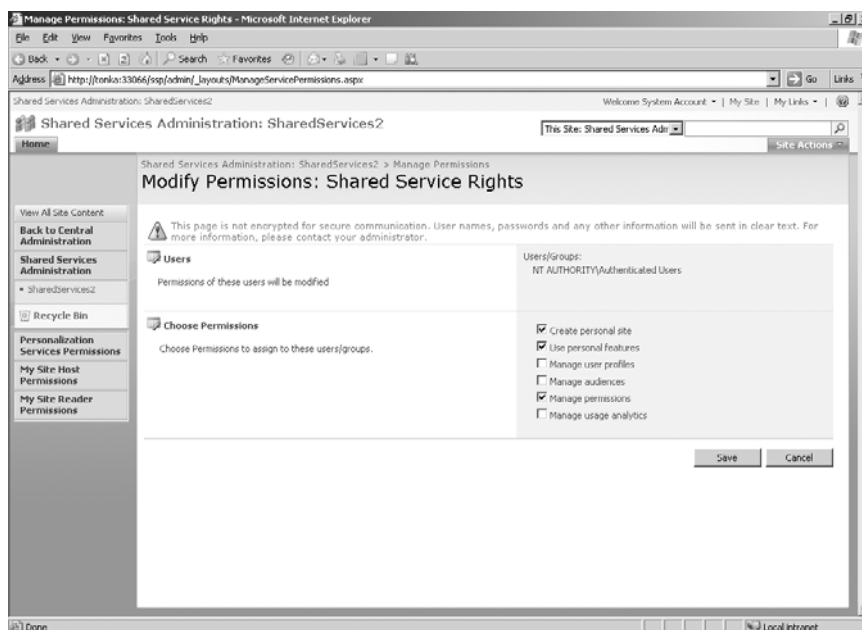 Manage Permissions: Shared Service Rights - Microsoft Internet Explorer
File Edit View Favorites Tools Help
Back Search Favorites
Address http://tonka:33066/ssp/admin/_layouts/ManageServicePermissions.aspx Go Links
Shared Services Administration: SharedServices2 Welcome System Account | My Site | My Links
Shared Services Administration: SharedServices2 This Site: Shared Services Adm
Home Site Actions
Shared Services Administration: SharedServices2 > Manage Permissions
Modify Permissions: Shared Service Rights
View All Site Content
Back to Central
Administration
Shared Services
Administration
SharedServices2
Recycle Bin
Personalization
Services Permissions
My Site Host
Permissions
My Site Reader
Permissions
This page is not encrypted for secure communication. User names, passwords and any other information will be sent in clear text. For
more information, please contact your administrator.
Users
Permissions of these users will be modified
Users/Groups:
NT AUTHORITY\Authenticated Users
Choose Permissions
Choose Permissions to assign to these users/groups.
Create personal site
Use personal features
Manage user profiles
Manage audiences
Manage permissions
Manage usage analytics
Save Cancel
Done Local intranet